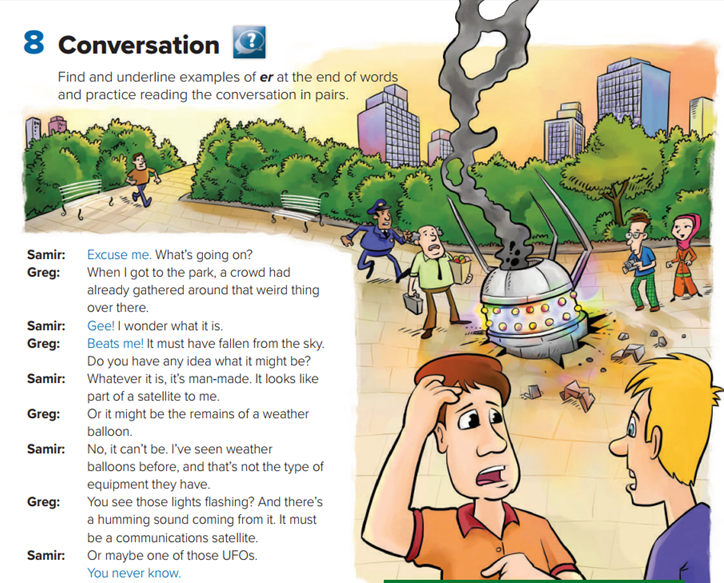 8 Conversation ?
Find and underline examples of er at the end of words
and practice reading the conversation in pairs.
Samir: Excuse me. What's going on?
Greg: When I got to the park, a crowd had
already gathered around that weird thing
over there.
Samir: Gee! I wonder what it is.
Greg: Beats me! It must have fallen from the sky.
Do you have any idea what it might be?
Samir: Whatever it is, it's man-made. It looks like
part of a satellite to me.
Greg: Or it might be the remains of a weather
balloon.
Samir: No, it can't be. I've seen weather
balloons before, and that's not the type of
equipment they have.
Greg: You see those lights flashing? And there's
a humming sound coming from it. It must
be a communications satellite.
Samir: Or maybe one of those UFOs.
You never know.